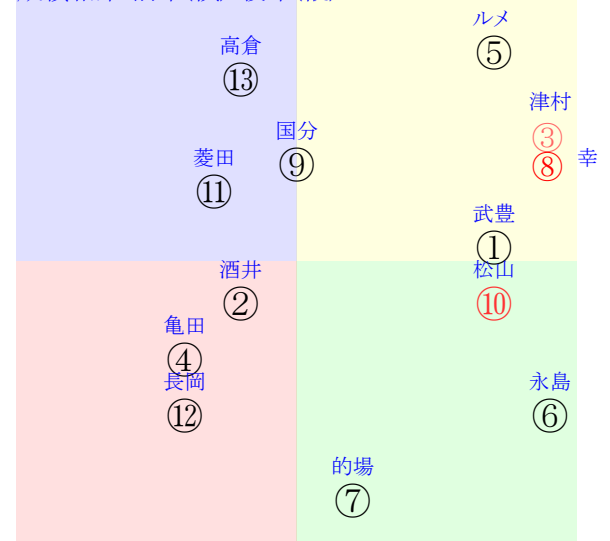 ルメ
⑤
高倉
⑬
津村
③
国分
⑨
菱田
⑪
⑧
幸
武豊
①
酒井
②
松山
⑩
亀田
④
長岡
⑫
永島
⑥
的場
⑦